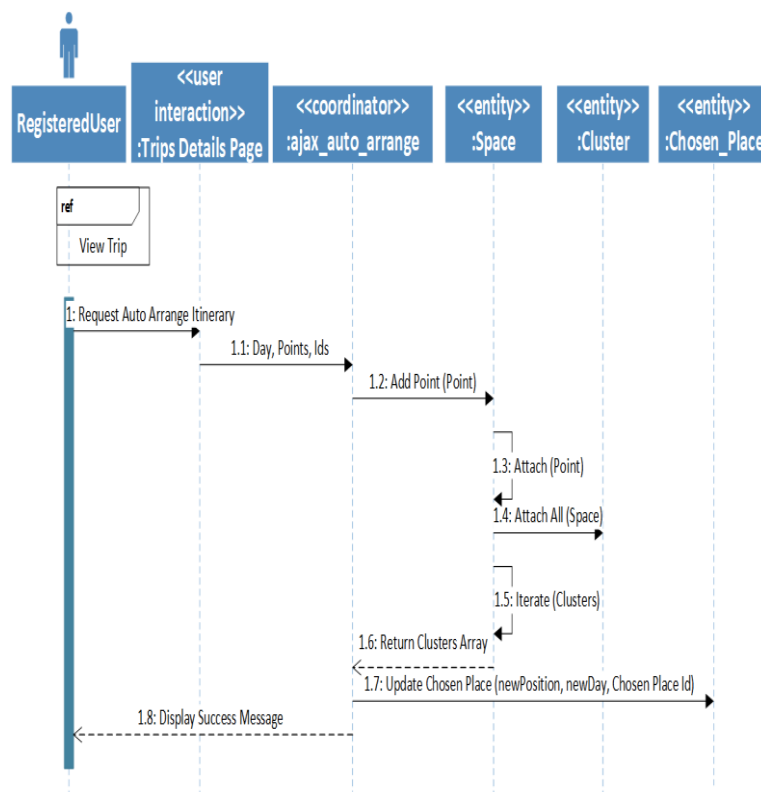 RegisteredUser
<<user
interaction>>
:Trips Details Page
<<coordinator>>
:ajax_auto_arrange
<<entity>>
:Space
<<entity>>
:Cluster
<<entity>>
:Chosen_Place
ref
View Trip
1: Request Auto Arrange Itinerary
1.1: Day, Points, Ids
1.2: Add Point (Point)
1.3: Attach (Point)
1.4: Attach All (Space)
1.5: Iterate (Clusters)
1.6: Return Clusters Array
1.7: Update Chosen Place (newPosition, newDay, Chosen Place Id)
1.8: Display Success Message